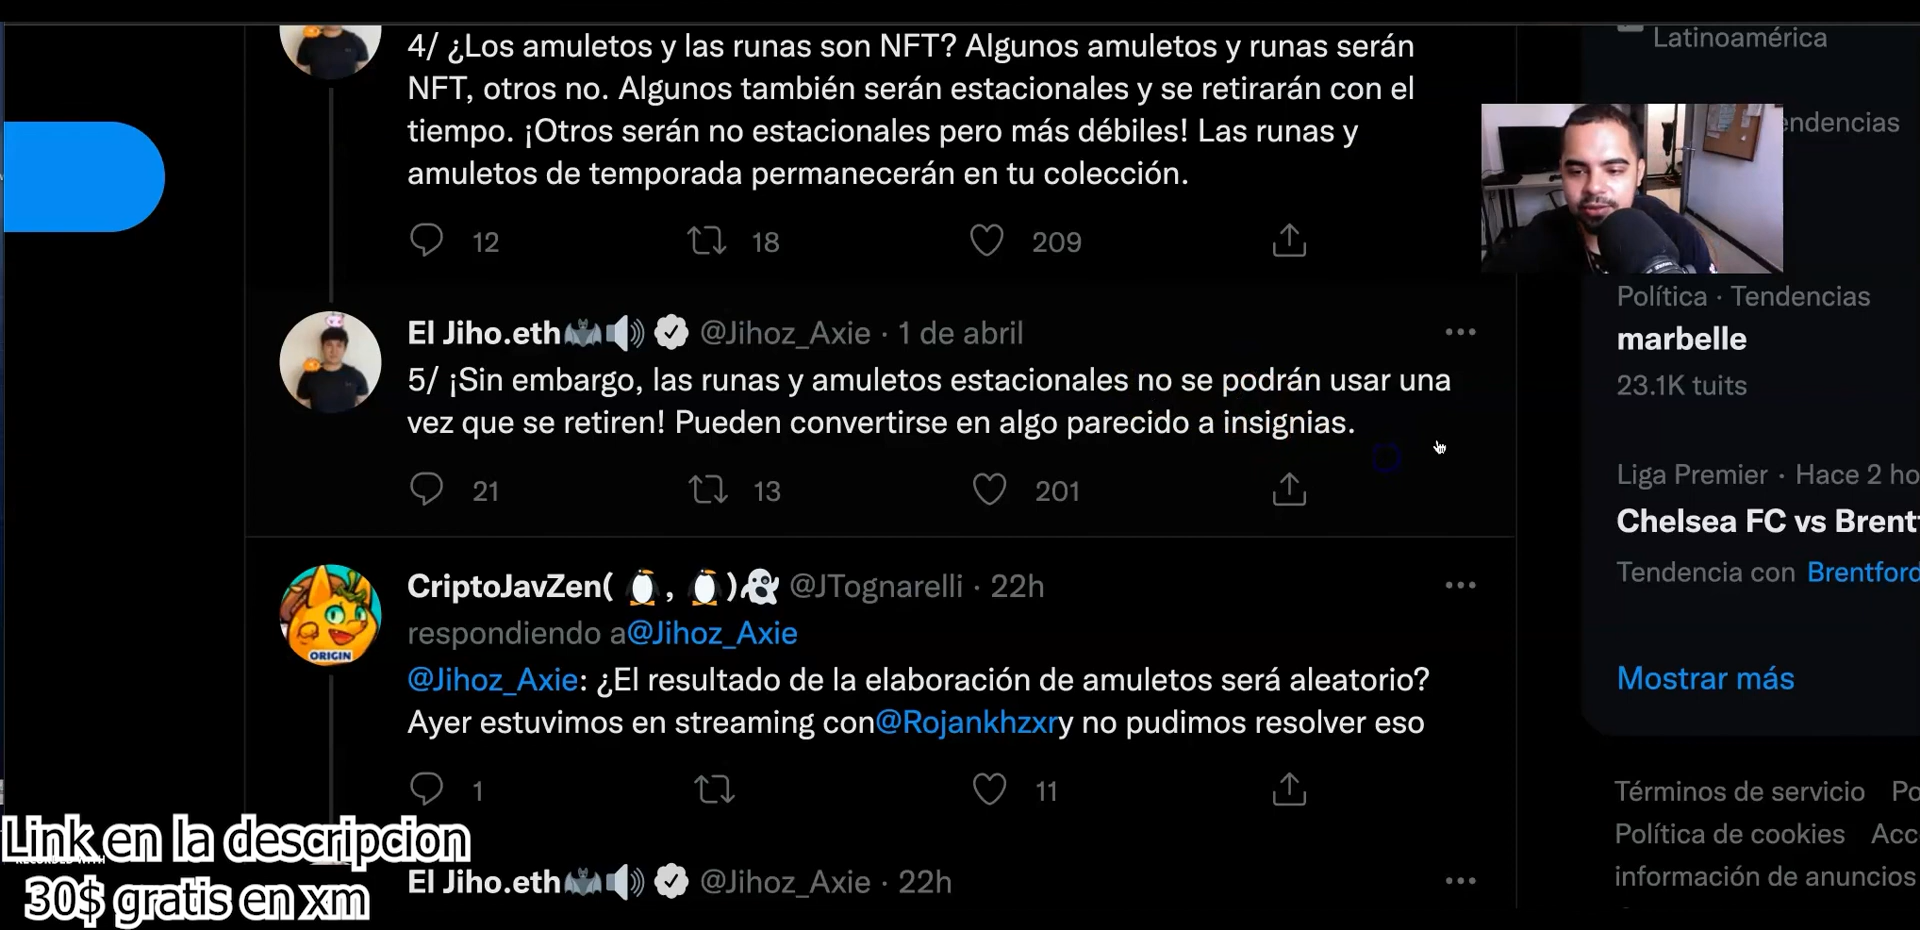 4/ ¿Los amuletos y las runas son NFT? Algunos amuletos y runas serán
NFT, otros no. Algunos también serán estacionales y se retirarán con el
tiempo. ¡Otros serán no estacionales pero más débiles! Las runas y
amuletos de temporada permanecerán en tu colección.
12 18 209
El Jiho.eth @Jihoz_Axie · 1 de abril
5/ ¡Sin embargo, las runas y amuletos estacionales no se podrán usar una
vez que se retiren! Pueden convertirse en algo parecido a insignias.
21 13 201
CriptoJavZen( , ) @JTognarelli · 22h
respondiendo a@Jihoz_Axie
ORIGIN
@Jihoz_Axie: ¿El resultado de la elaboración de amuletos será aleatorio?
Ayer estuvimos en streaming con@Rojankhzxry no pudimos resolver eso
1 11
El Jiho.eth @Jihoz_Axie · 22h
Latinoamérica
endencias
Política · Tendencias
marbelle
23.1K tuits
Liga Premier · Hace 2 ho
Chelsea FC vs Brent
Tendencia con Brentford
Mostrar más
Términos de servicio Po
Política de cookies Acc
información de anuncios
Link en la descripcion
30$ gratis en xm